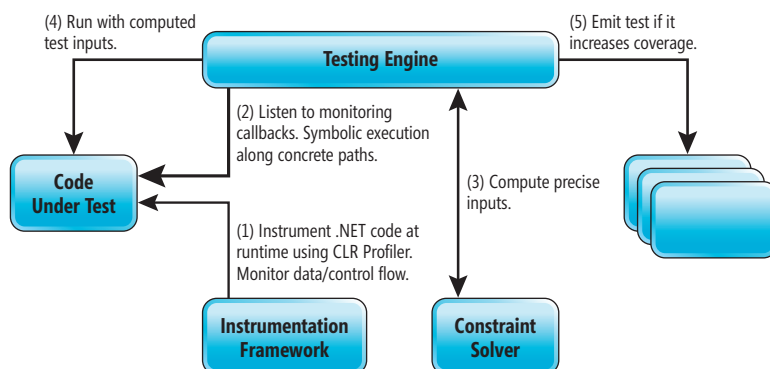 (4) Run with computed
test inputs.
Testing Engine
(5) Emit test if it
increases coverage.
(2) Listen to monitoring
callbacks. Symbolic execution
along concrete paths.
Code
Under Test
(3) Compute precise
inputs.
(1) Instrument .NET code at
runtime using CLR Profiler.
Monitor data/control flow.
Instrumentation
Framework
Constraint
Solver